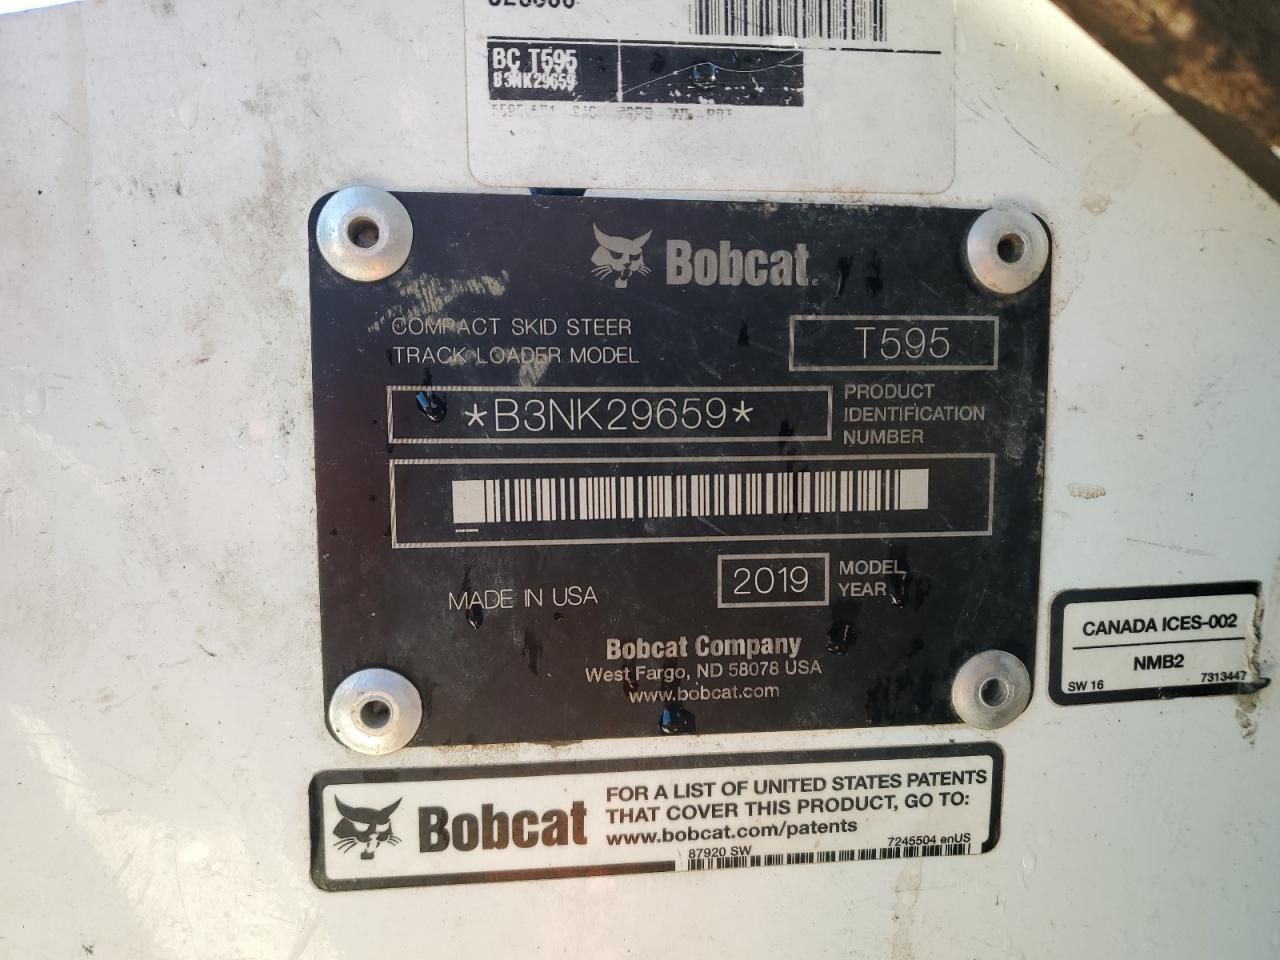 BC T595
B3NK29659
Bobcat
COMPACT SKID STEER
TRACK LOADER MODEL
T595
*B3NK29659*
PRODUCT
IDENTIFICATION
NUMBER
MADE IN USA
2019
MODEL
YEAR
Bobcat Company
West Fargo, ND 58078 USA
www.bobcat.com
CANADA ICES-002
NMB2
SW 16
7313447
Bobcat
FOR A LIST OF UNITED STATES PATENTS
THAT COVER THIS PRODUCT, GO TO:
www.bobcat.com/patents
87920 SW
7245504 enUS